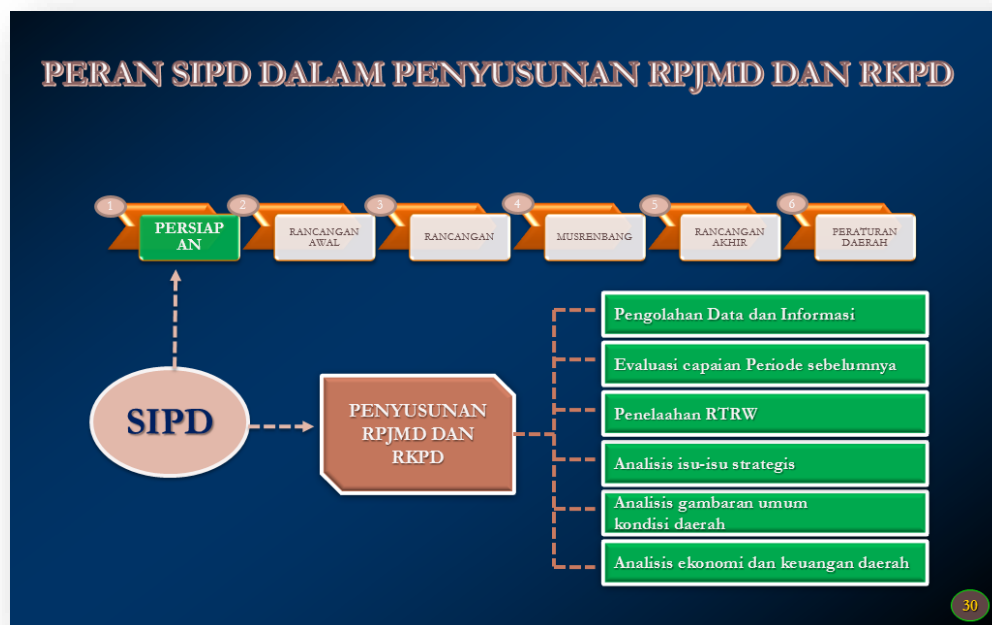 PERAN SIPD DALAM PENYUSUNAN RPJMD DAN RKPD
1
PERSIAP
AN
2
RANCANGAN
AWAL
3
RANCANGAN
4
MUSRENBANG
5
RANCANGAN
AKHIR
6
PERATURAN
DAERAH
SIPD
PENYUSUNAN
RPJMD DAN
RKPD
Pengolahan Data dan Informasi
Evaluasi capaian Periode sebelumnya
Penelaahan RTRW
Analisis isu-isu strategis
Analisis gambaran umum
kondisi daerah
Analisis ekonomi dan keuangan daerah
30